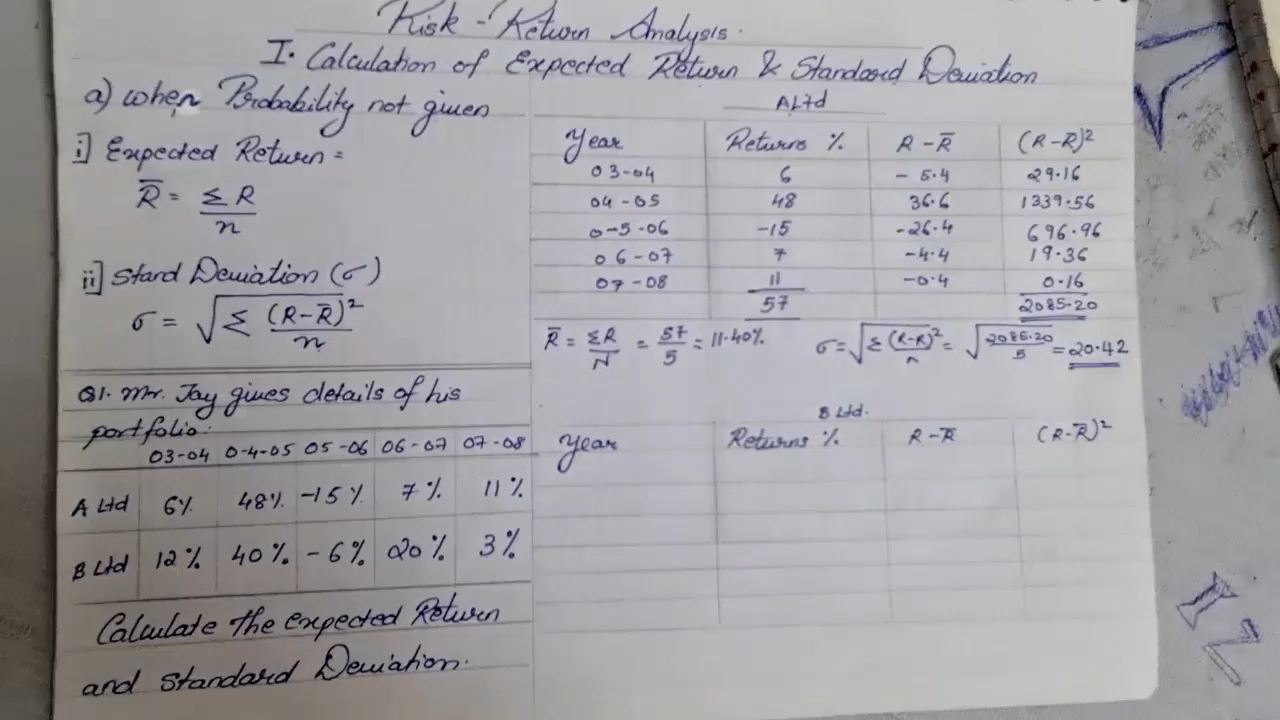 Risk - Return Analysis.
I. Calculation of Expected Return & Standard Deviation
a) When Probability not given
i] Expected Return =
R̅ = Σ R / n
ii] Stard Deviation (σ)
σ = √Σ (R-R̅)² / n
Q1. Mr. Jay gives details of his
portfolio:
03-04 0-4-05 05-06 06-07 07-08
A Ltd 6% 48% -15% 7% 11%
B Ltd 12% 40% -6% 20% 3%
Calculate the expected Return
and Standard Deviation.
A Ltd
Year Returns % R-R̅ (R-R̅)²
03-04 6 -5.4 29.16
04-05 48 36.6 1339.56
0-5-06 -15 -26.4 696.96
06-07 7 -4.4 19.36
07-08 11 -0.4 0.16
57 2085.20
R̅ = ΣR / N = 57 / 5 = 11.40% σ = √Σ (R-R̅)² / n = √2085.20 / 5 = 20.42
B Ltd.
Year Returns % R-R̅ (R-R̅)²